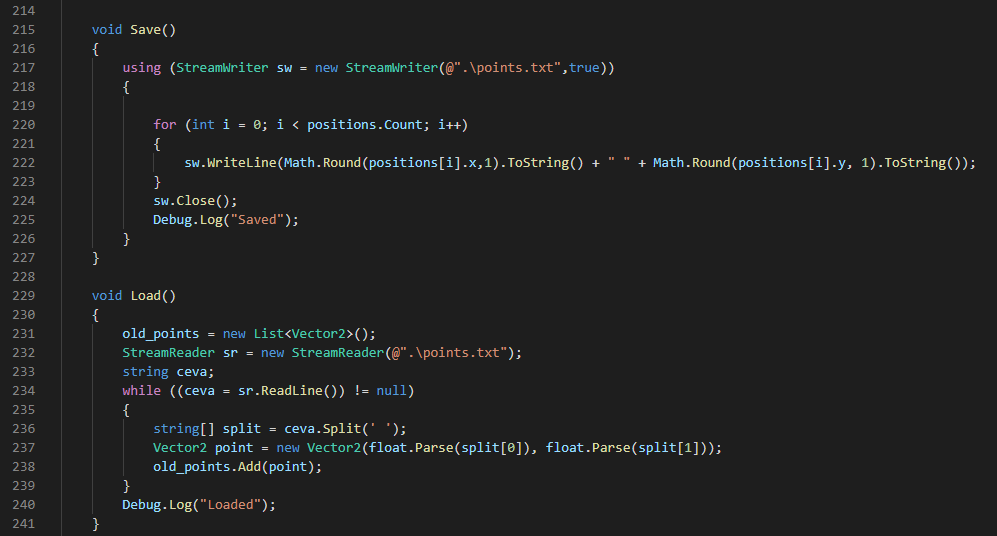 214
215 void Save()
216 {
217 using (StreamWriter sw = new StreamWriter(@".\points.txt",true))
218 {
219
220 for (int i = 0; i < positions.Count; i++)
221 {
222 sw.WriteLine(Math.Round(positions[i].x,1).ToString() + " " + Math.Round(positions[i].y, 1).ToString());
223 }
224 sw.Close();
225 Debug.Log("Saved");
226 }
227 }
228
229 void Load()
230 {
231 old_points = new List<Vector2>();
232 StreamReader sr = new StreamReader(@".\points.txt");
233 string ceva;
234 while ((ceva = sr.ReadLine()) != null)
235 {
236 string[] split = ceva.Split(' ');
237 Vector2 point = new Vector2(float.Parse(split[0]), float.Parse(split[1]));
238 old_points.Add(point);
239 }
240 Debug.Log("Loaded");
241 }